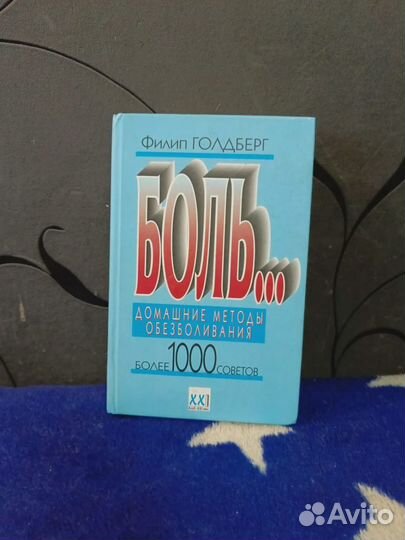 Филип ГОЛДБЕРГ
БОЛЬ...
ДОМАШНИЕ МЕТОДЫ
ОБЕЗБОЛИВАНИЯ
БОЛЕЕ 1000 СОВЕТОВ
XXI
Avito